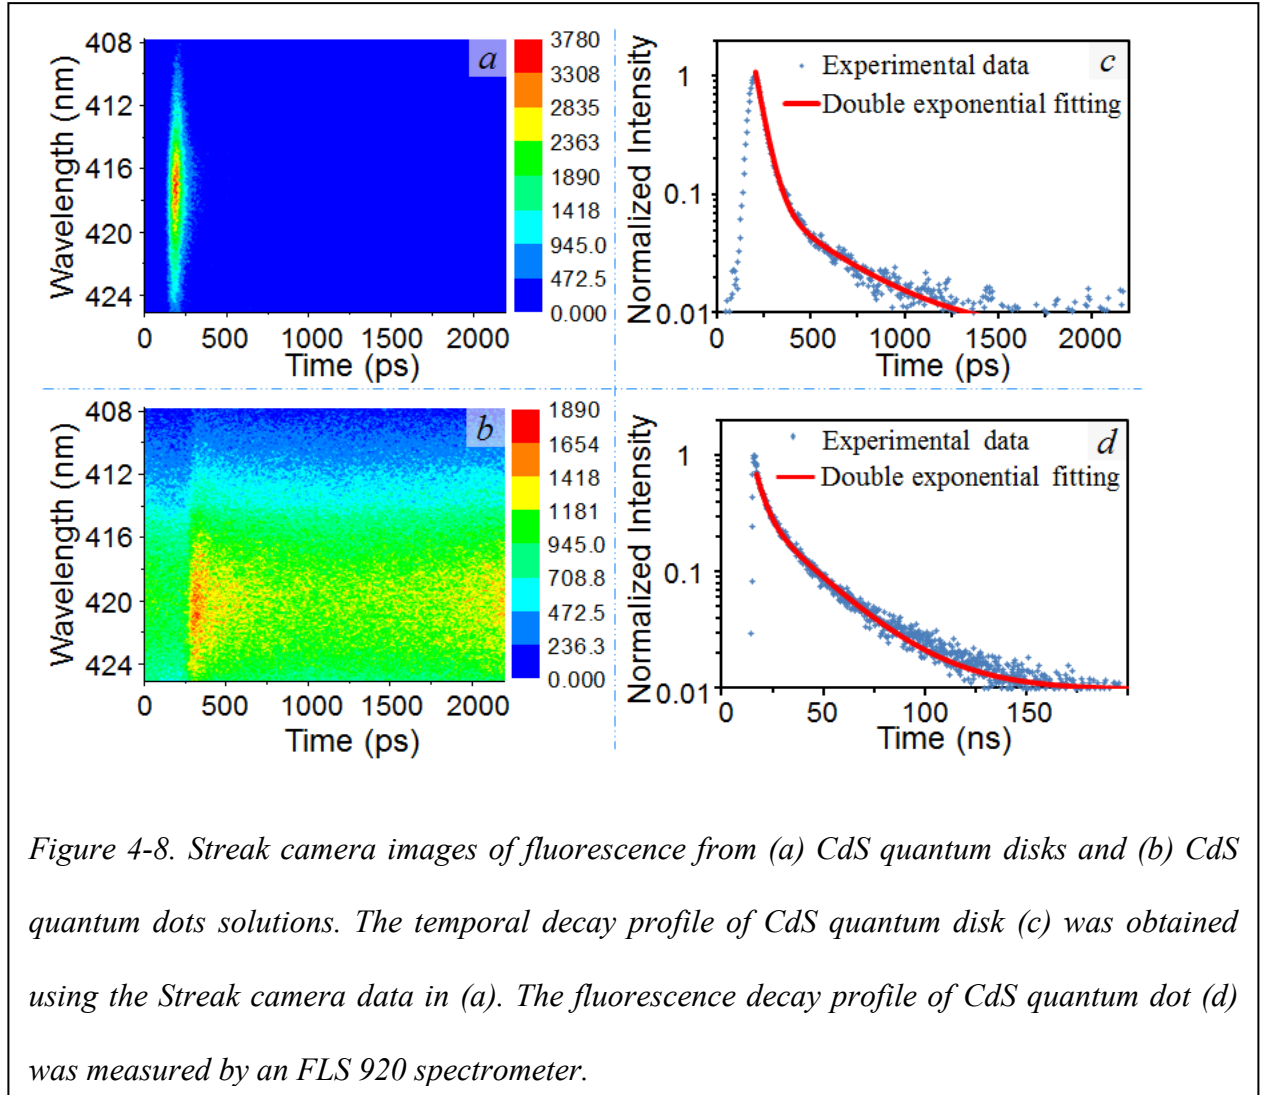 408
412
416
420
424
Wavelength (nm)
a
0 500 1000 1500 2000
Time (ps)
3780
3308
2835
2363
1890
1418
945.0
472.5
0.000
Normalized Intensity
1
0.1
0.01
Experimental data
Double exponential fitting
c
0 500 1000 1500 2000
Time (ps)
408
412
416
420
424
Wavelength (nm)
b
0 500 1000 1500 2000
Time (ps)
1890
1654
1418
1181
945.0
708.8
472.5
236.3
0.000
Normalized Intensity
1
0.1
0.01
Experimental data
Double exponential fitting
d
0 50 100 150
Time (ns)
Figure 4-8. Streak camera images of fluorescence from (a) CdS quantum disks and (b) CdS
quantum dots solutions. The temporal decay profile of CdS quantum disk (c) was obtained
using the Streak camera data in (a). The fluorescence decay profile of CdS quantum dot (d)
was measured by an FLS 920 spectrometer.